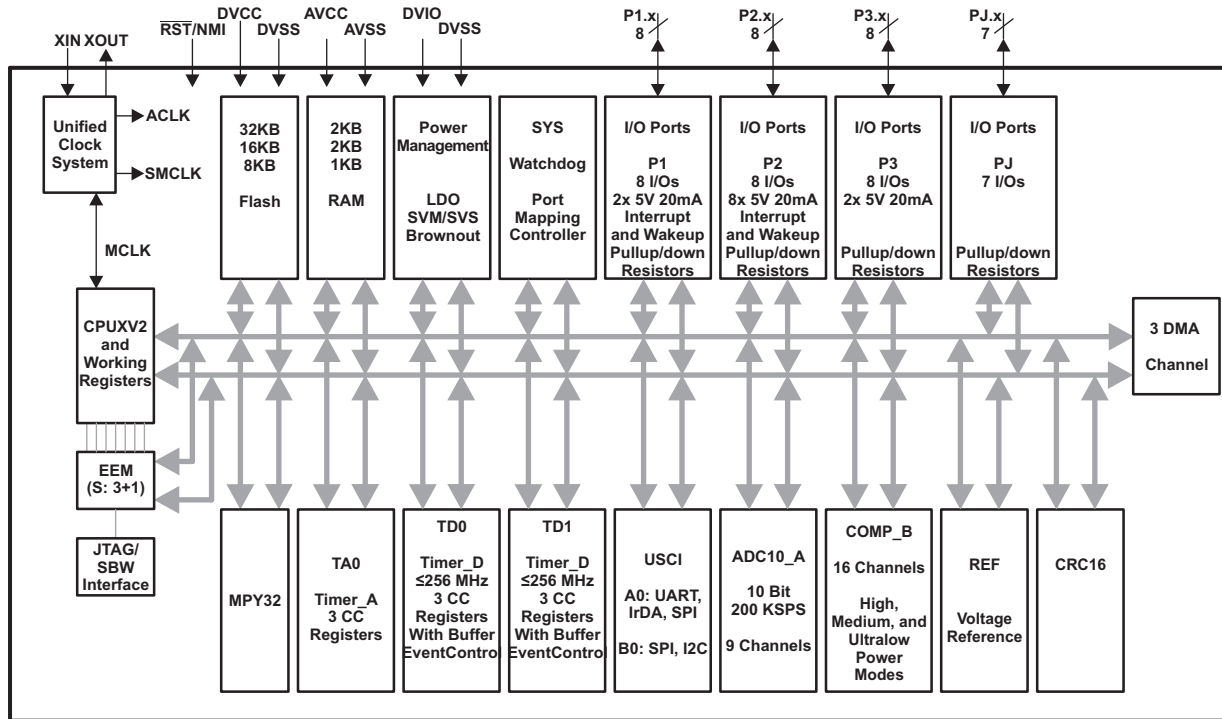 XIN XOUT
RST/NMI
DVCC
DVSS
AVCC
AVSS
DVIO
DVSS
P1.x
8
P2.x
8
P3.x
8
PJ.x
7
Unified
Clock
System
ACLK
SMCLK
MCLK
32KB
16KB
8KB
Flash
2KB
2KB
1KB
RAM
Power
Management
LDO
SVM/SVS
Brownout
SYS
Watchdog
Port
Mapping
Controller
I/O Ports
P1
8 I/Os
2x 5V 20mA
Interrupt
and Wakeup
Pullup/down
Resistors
I/O Ports
P2
8 I/Os
8x 5V 20mA
Interrupt
and Wakeup
Pullup/down
Resistors
I/O Ports
P3
8 I/Os
2x 5V 20mA
Pullup/down
Resistors
I/O Ports
PJ
7 I/Os
Pullup/down
Resistors
CPUXV2
and
Working
Registers
3 DMA
Channel
EEM
(S: 3+1)
JTAG/
SBW
Interface
MPY32
TA0
Timer_A
3 CC
Registers
TD0
Timer_D
≤256 MHz
3 CC
Registers
With Buffer
EventControl
TD1
Timer_D
≤256 MHz
3 CC
Registers
With Buffer
EventControl
USCI
A0: UART,
IrDA, SPI
B0: SPI, I2C
ADC10_A
10 Bit
200 KSPS
9 Channels
COMP_B
16 Channels
High,
Medium, and
Ultralow
Power
Modes
REF
Voltage
Reference
CRC16